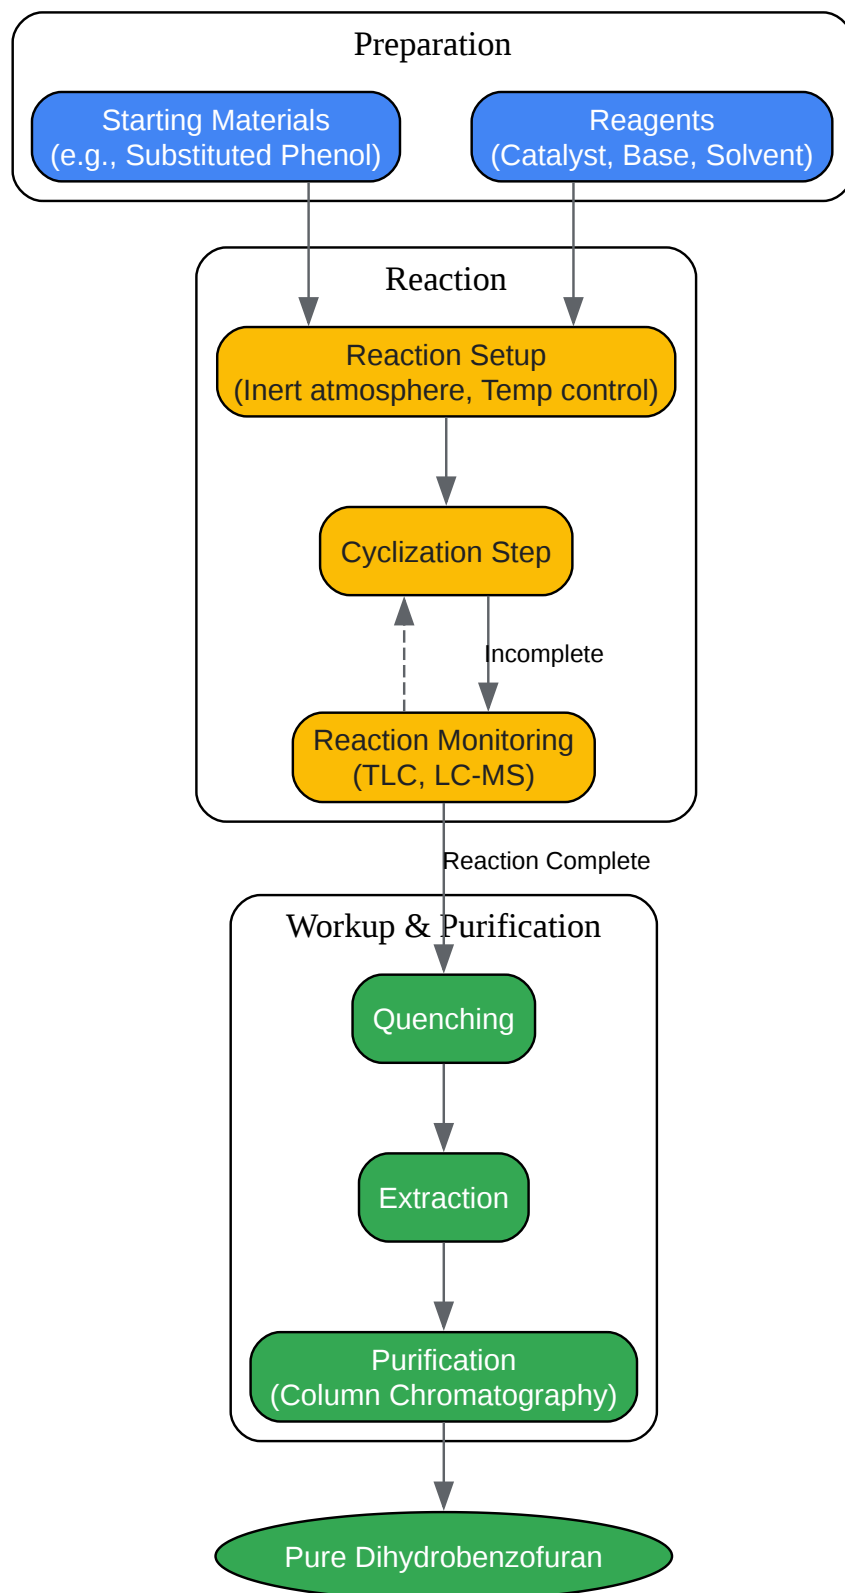 Preparation
Starting Materials
(e.g., Substituted Phenol)
Reagents
(Catalyst, Base, Solvent)
Reaction
Reaction Setup
(Inert atmosphere, Temp control)
Cyclization Step
Incomplete
Reaction Monitoring
(TLC, LC-MS)
Reaction Complete
Workup & Purification
Quenching
Extraction
Purification
(Column Chromatography)
Pure Dihydrobenzofuran